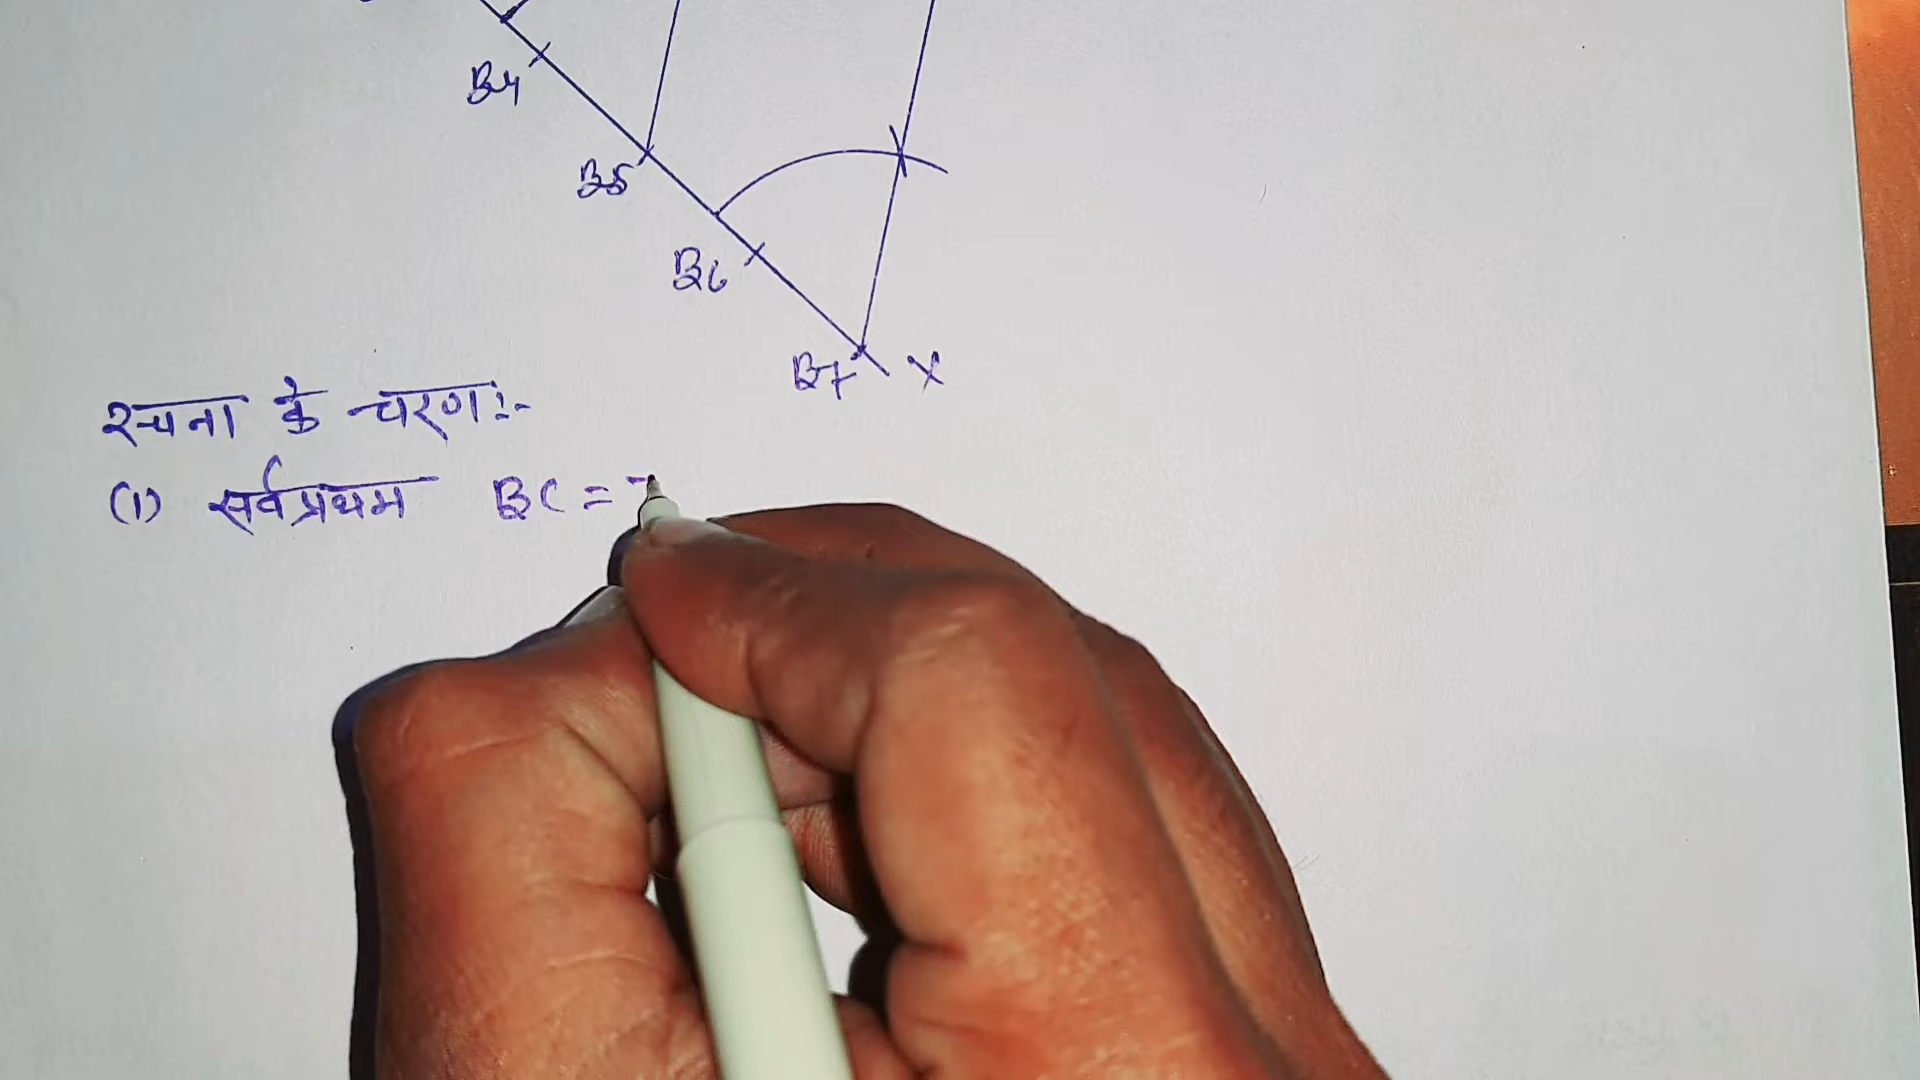 B4
B5
B6
B7 X
रचना के चरण:-
(1) सर्वप्रथम BC =